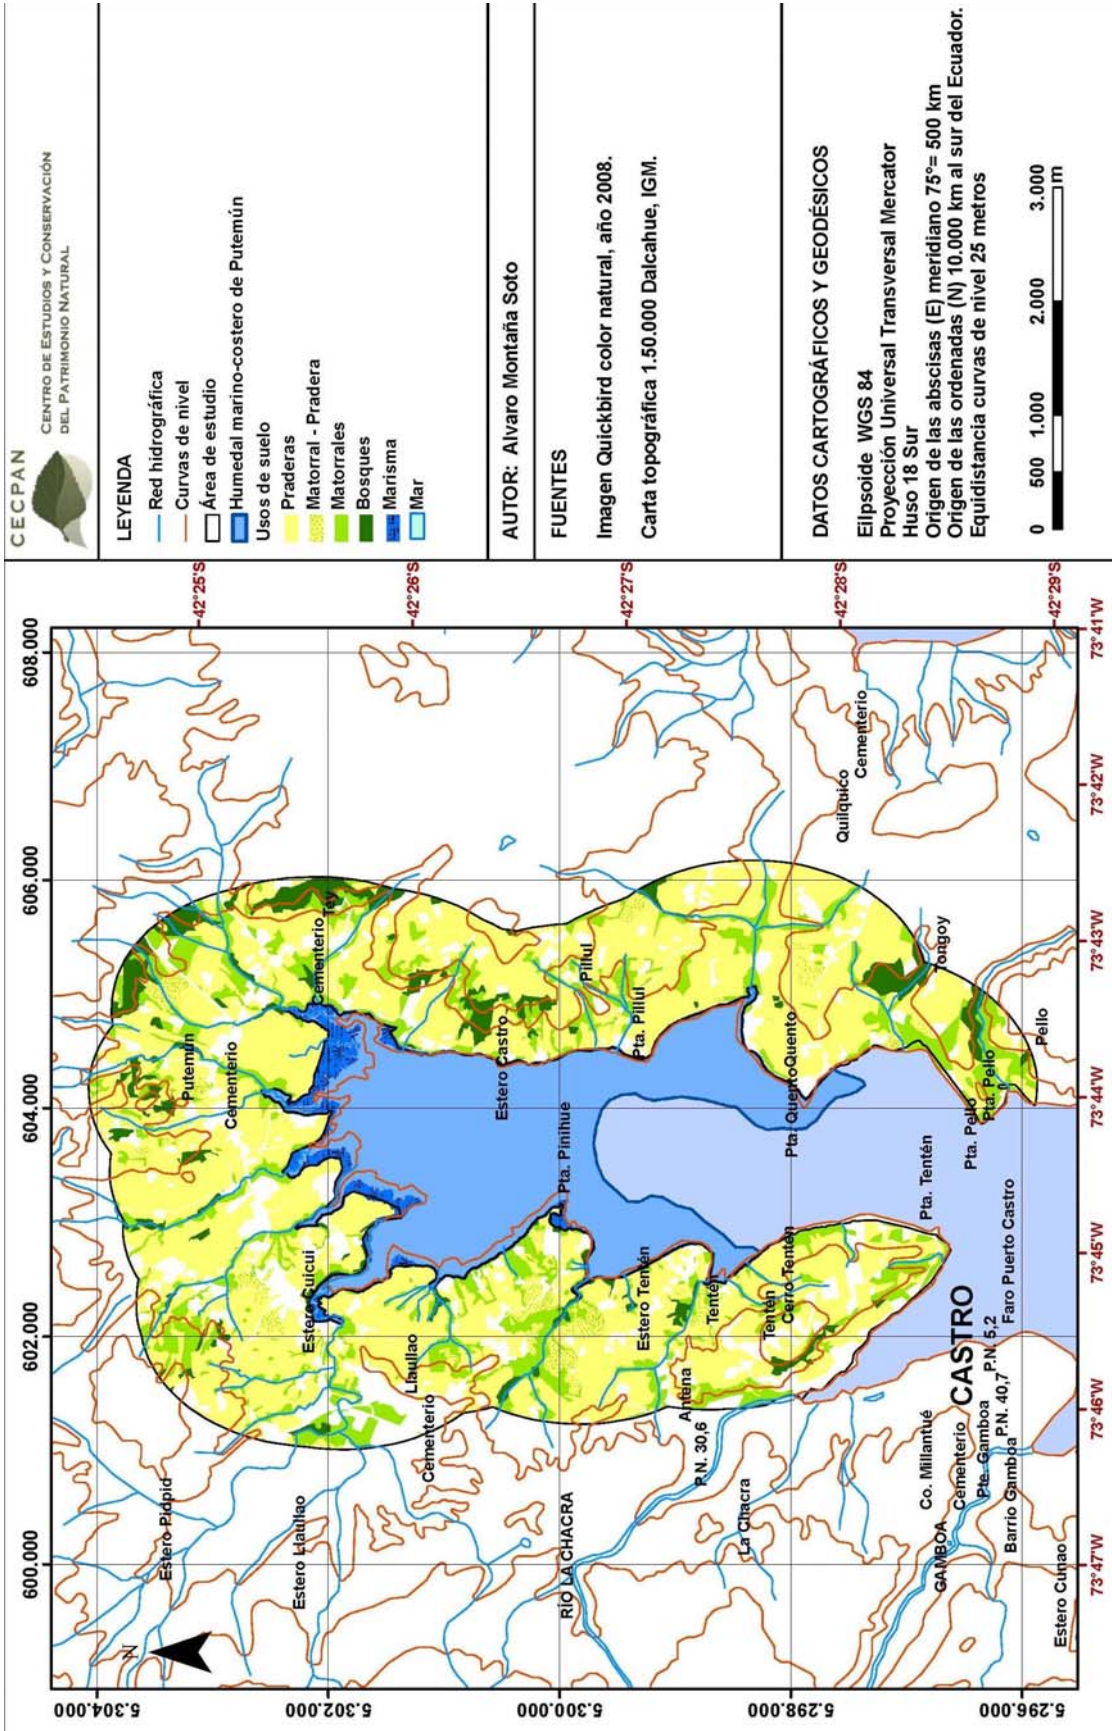 CECPAN
CENTRO DE ESTUDIOS Y CONSERVACIÓN
DEL PATRIMONIO NATURAL
LEYENDA
Red hidrográfica
Curvas de nivel
Área de estudio
Humedal marino-costero de Putemún
Usos de suelo
Praderas
Matorral - Pradera
Matorrales
Bosques
Marisma
Mar
AUTOR: Alvaro Montaña Soto
FUENTES
Imagen Quickbird color natural, año 2008.
Carta topográfica 1.50.000 Dalcahue, IGM.
DATOS CARTOGRÁFICOS Y GEODÉSICOS
Elipsoide WGS 84
Proyección Universal Transversal Mercator
Huso 18 Sur
Origen de las abscisas (E) meridiano 75°= 500 km
Origen de las ordenadas (N) 10.000 km al sur del Ecuador.
Equidistancia curvas de nivel 25 metros
0 500 1.000 2.000 3.000
m
600.000 602.000 604.000 606.000 608.000
5.304.000
5.302.000
5.300.000
5.298.000
5.296.000
42°25'S
42°26'S
42°27'S
42°28'S
42°29'S
73°47'W 73°46'W 73°45'W 73°44'W 73°43'W 73°42'W 73°41'W
N
Estero Pidpid
Putemún
Cementerio
Estero Llaullao
Estero Cuicui
Cementerio
Tey
Llaullao
Cementerio
Estero Castro
RÍO LA CHACRA
Pta. Pinihue
Pillul
Estero Tentén
Pta. Pillul
Antena
P.N. 30,6
Tentén
La Chacra
Tentén
Cerro Tentén
Pta. Quento
Quento
Quilquico
Cementerio
Co. Millantué
Pta. Tentén
Tongoy
GAMBOA
Cementerio
CASTRO
Pta. Pello
Pta. Pello
Pte. Gamboa
P.N. 5,2
P.N. 40,7
Barrio Gamboa
Faro Puerto Castro
Pello
Estero Cunao